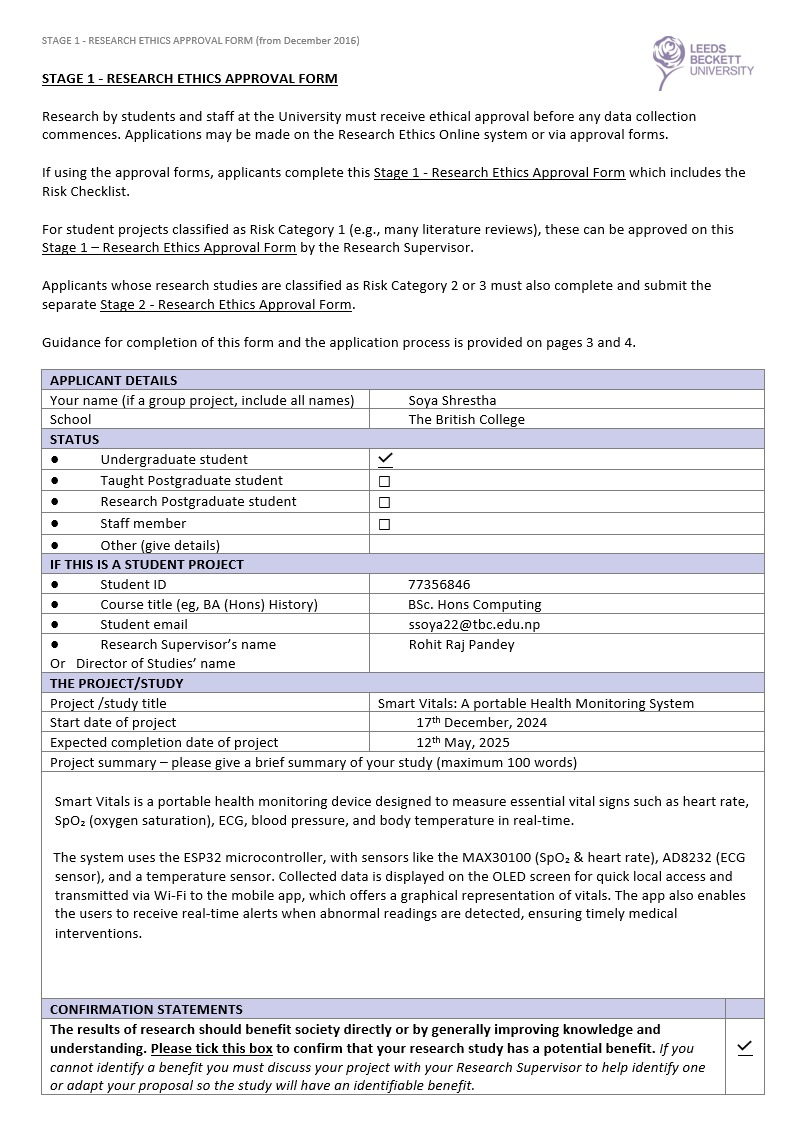 STAGE 1 - RESEARCH ETHICS APPROVAL FORM (from December 2016)
LEEDS
BECKETT
UNIVERSITY
STAGE 1 - RESEARCH ETHICS APPROVAL FORM
Research by students and staff at the University must receive ethical approval before any data collection
commences. Applications may be made on the Research Ethics Online system or via approval forms.
If using the approval forms, applicants complete this Stage 1 - Research Ethics Approval Form which includes the
Risk Checklist.
For student projects classified as Risk Category 1 (e.g., many literature reviews), these can be approved on this
Stage 1 – Research Ethics Approval Form by the Research Supervisor.
Applicants whose research studies are classified as Risk Category 2 or 3 must also complete and submit the
separate Stage 2 - Research Ethics Approval Form.
Guidance for completion of this form and the application process is provided on pages 3 and 4.
APPLICANT DETAILS
Your name (if a group project, include all names) Soya Shrestha
School The British College
STATUS
● Undergraduate student ✓
● Taught Postgraduate student ☐
● Research Postgraduate student ☐
● Staff member ☐
● Other (give details)
IF THIS IS A STUDENT PROJECT
● Student ID 77356846
● Course title (eg, BA (Hons) History) BSc. Hons Computing
● Student email ssoya22@tbc.edu.np
● Research Supervisor’s name Rohit Raj Pandey
Or Director of Studies’ name
THE PROJECT/STUDY
Project /study title Smart Vitals: A portable Health Monitoring System
Start date of project 17th December, 2024
Expected completion date of project 12th May, 2025
Project summary – please give a brief summary of your study (maximum 100 words)
Smart Vitals is a portable health monitoring device designed to measure essential vital signs such as heart rate,
SpO₂ (oxygen saturation), ECG, blood pressure, and body temperature in real-time.
The system uses the ESP32 microcontroller, with sensors like the MAX30100 (SpO₂ & heart rate), AD8232 (ECG
sensor), and a temperature sensor. Collected data is displayed on the OLED screen for quick local access and
transmitted via Wi-Fi to the mobile app, which offers a graphical representation of vitals. The app also enables
the users to receive real-time alerts when abnormal readings are detected, ensuring timely medical
interventions.
CONFIRMATION STATEMENTS
The results of research should benefit society directly or by generally improving knowledge and
understanding. Please tick this box to confirm that your research study has a potential benefit. If you ✓
cannot identify a benefit you must discuss your project with your Research Supervisor to help identify one
or adapt your proposal so the study will have an identifiable benefit.